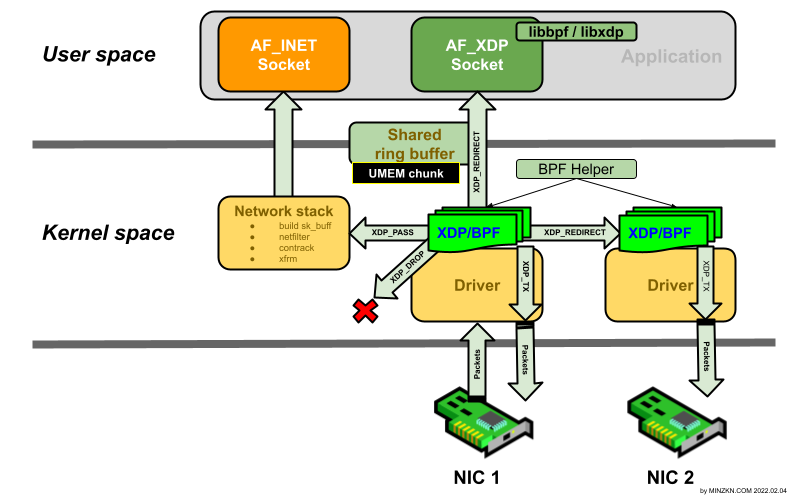 User space
AF_INET
Socket
AF_XDP
Socket
libbpf / libxdp
Application
Shared
ring buffer
UMEM chunk
XDP_REDIRECT
BPF Helper
Kernel space
Network stack
● build sk_buff
● netfilter
● contrack
● xfrm
XDP_PASS
XDP/BPF
XDP_REDIRECT
XDP/BPF
XDP_DROP
Driver
XDP_TX
Driver
XDP_TX
Packets
Packets
Packets
NIC 1
NIC 2
by MINZKN.COM 2022.02.04